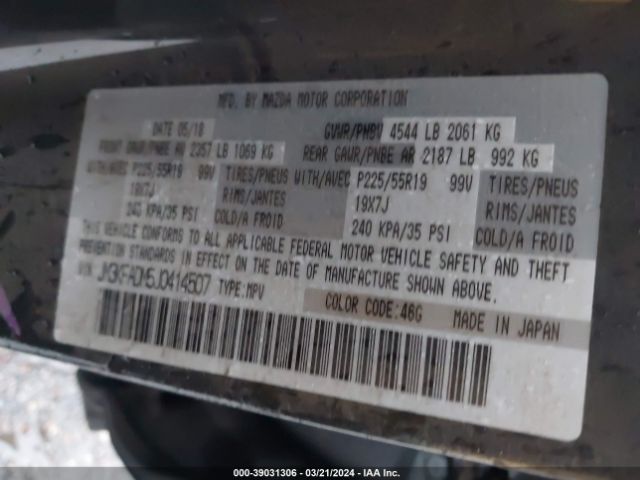 MFD. BY MAZDA MOTOR CORPORATION
DATE 05/18 GVWR/PNBV 4544 LB 2061 KG
FRONT GAWR/PNBE AR 2357 LB 1069 KG REAR GAWR/PNBE AR 2187 LB 992 KG
WITH/AVEC P225/55R19 99V TIRES/PNEUS WITH/AVEC P225/55R19 99V TIRES/PNEUS
19X7J RIMS/JANTES 19X7J RIMS/JANTES
240 KPA/35 PSI COLD/A FROID 240 KPA/35 PSI COLD/A FROID
THIS VEHICLE CONFORMS TO ALL APPLICABLE FEDERAL MOTOR VEHICLE SAFETY AND THEFT
PREVENTION STANDARDS IN EFFECT ON THE DATE OF MANUFACTURE SHOWN ABOVE.
VIN JM3KFADM5J0414507 TYPE:MPV
COLOR CODE:46G MADE IN JAPAN
000-39031306 — 03/21/2024 - IAA Inc.